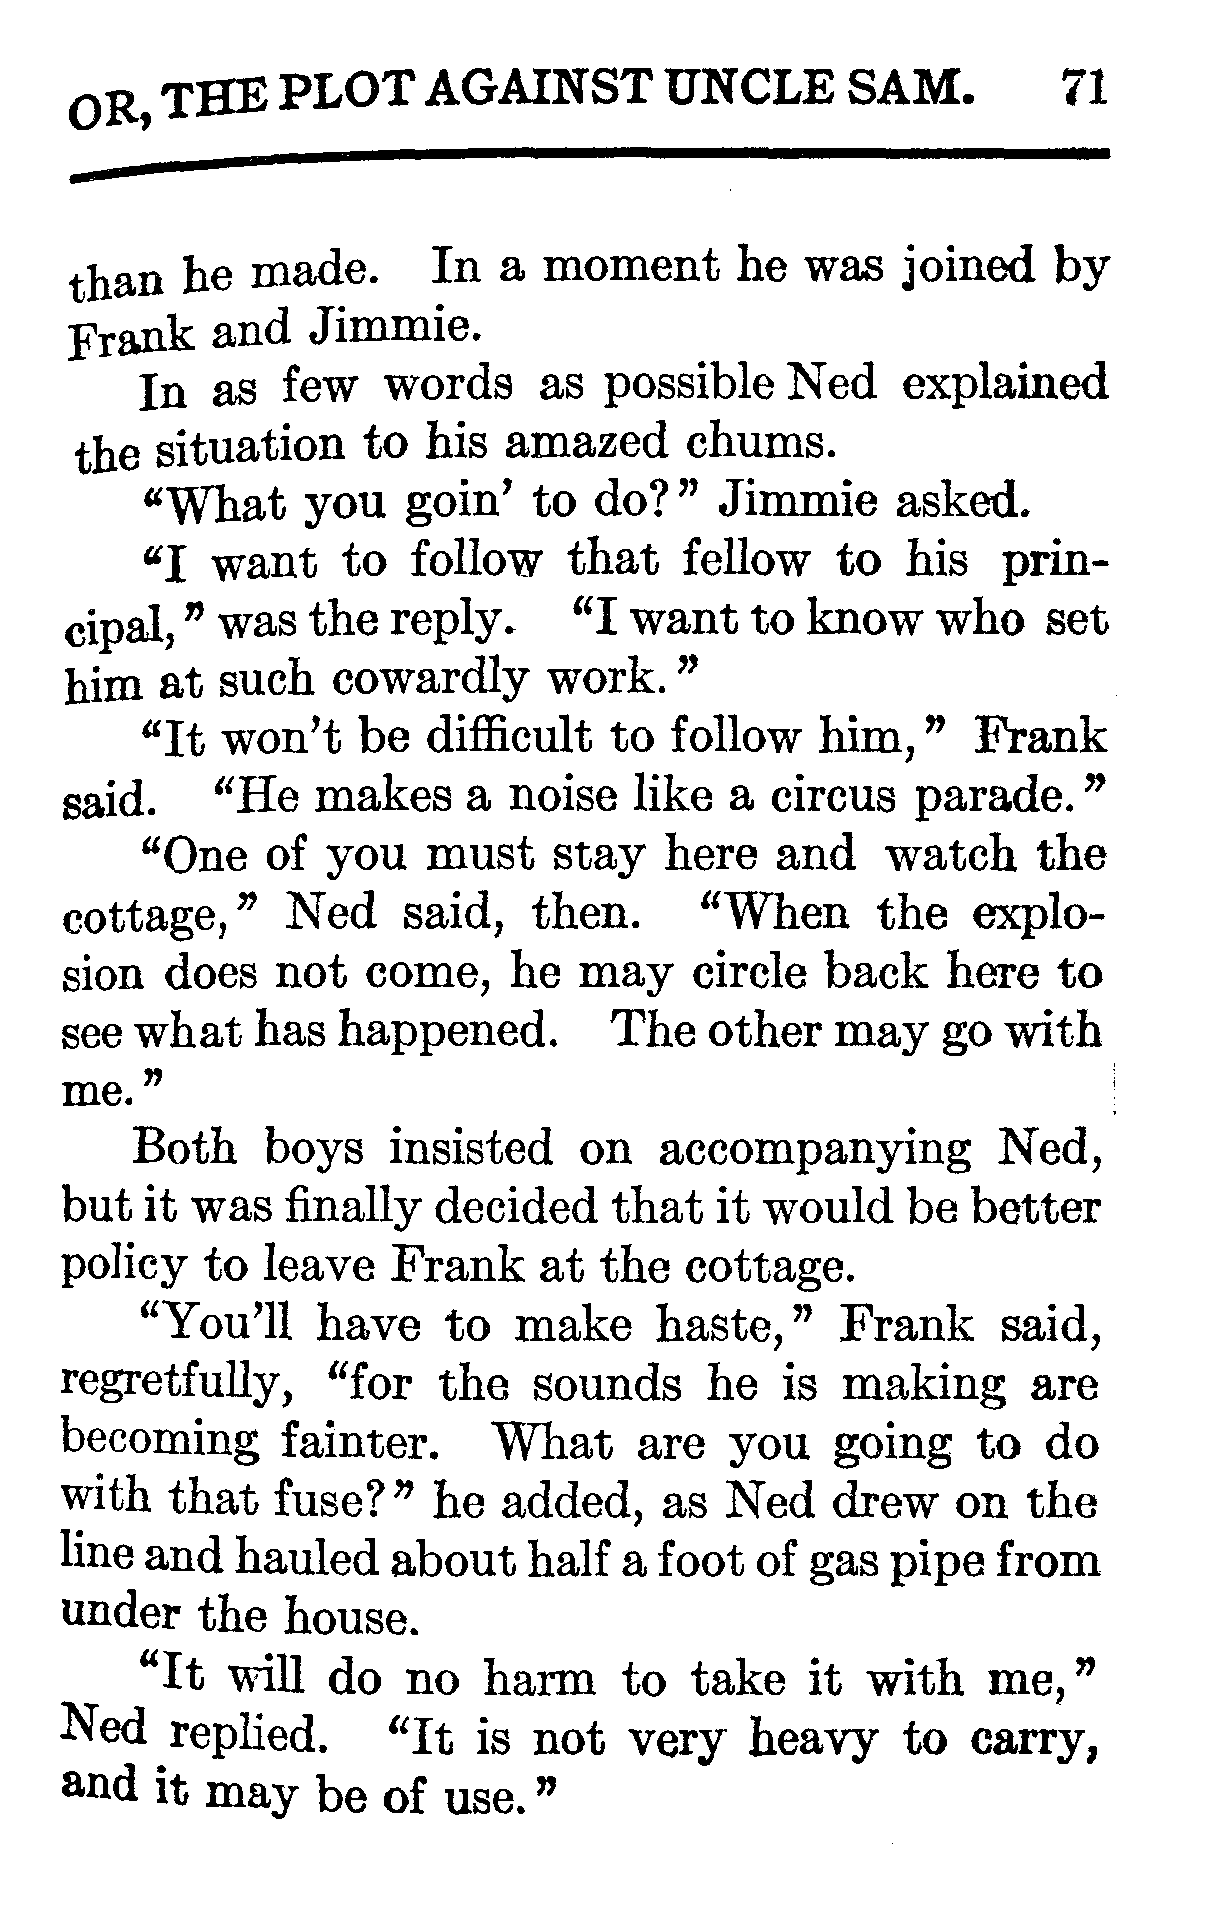 OR, THE PLOT AGAINST UNCLE SAM. 71
than he made. In a moment he was joined by
Frank and Jimmie.
In as few words as possible Ned explained
the situation to his amazed chums.
“What you goin’ to do?” Jimmie asked.
“I want to follow that fellow to his prin-
cipal,” was the reply. “I want to know who set
him at such cowardly work.”
“It won’t be difficult to follow him,” Frank
said. “He makes a noise like a circus parade.”
“One of you must stay here and watch the
cottage,” Ned said, then. “When the explo-
sion does not come, he may circle back here to
see what has happened. The other may go with
me.”
Both boys insisted on accompanying Ned,
but it was finally decided that it would be better
policy to leave Frank at the cottage.
“You’ll have to make haste,” Frank said,
regretfully, “for the sounds he is making are
becoming fainter. What are you going to do
with that fuse?” he added, as Ned drew on the
line and hauled about half a foot of gas pipe from
under the house.
“It will do no harm to take it with me,”
Ned replied. “It is not very heavy to carry,
and it may be of use.”